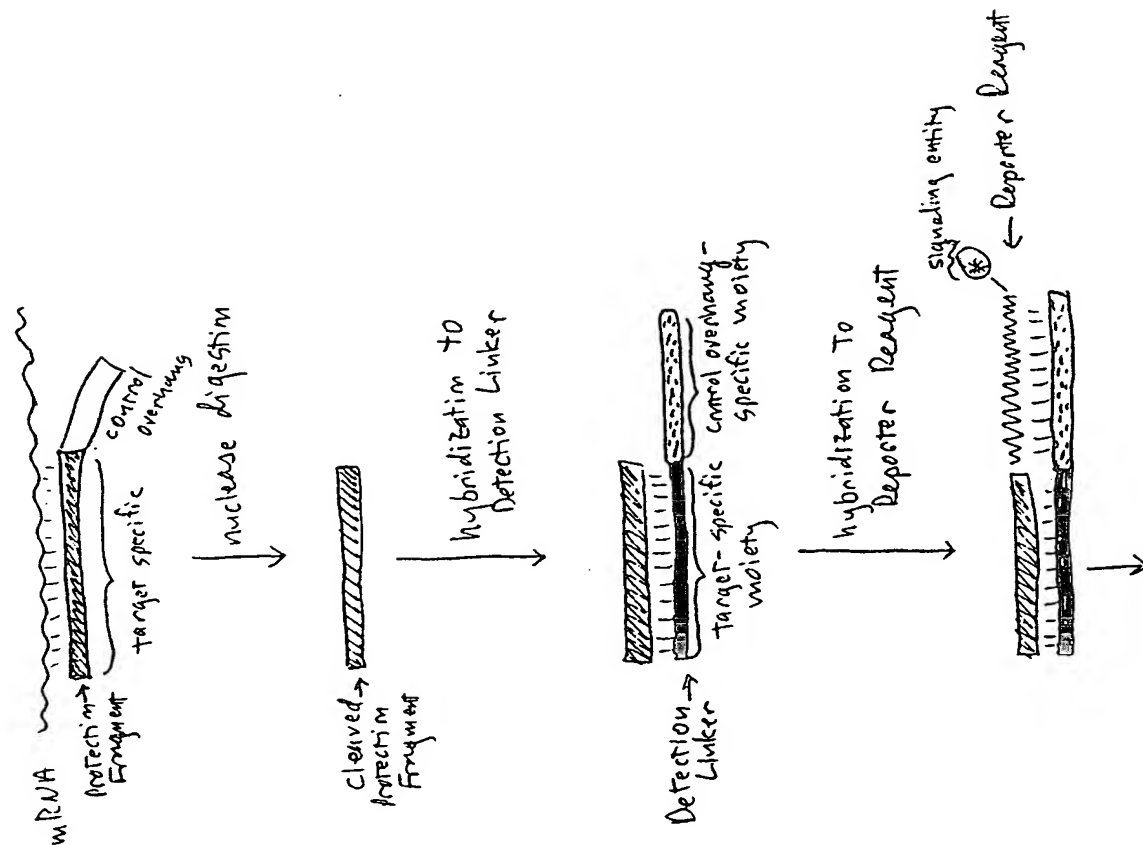 mRNA
Protection→
Fragment
target specific
control
overhang
nuclease digestion
Cleaved→
Protection
Fragment
hybridization to
Detection Linker
Detection→
Linker
target-specific
moiety
control overhang-
specific moiety
hybridization To
Reporter Reagent
signaling entity
*
← Reporter Reagent